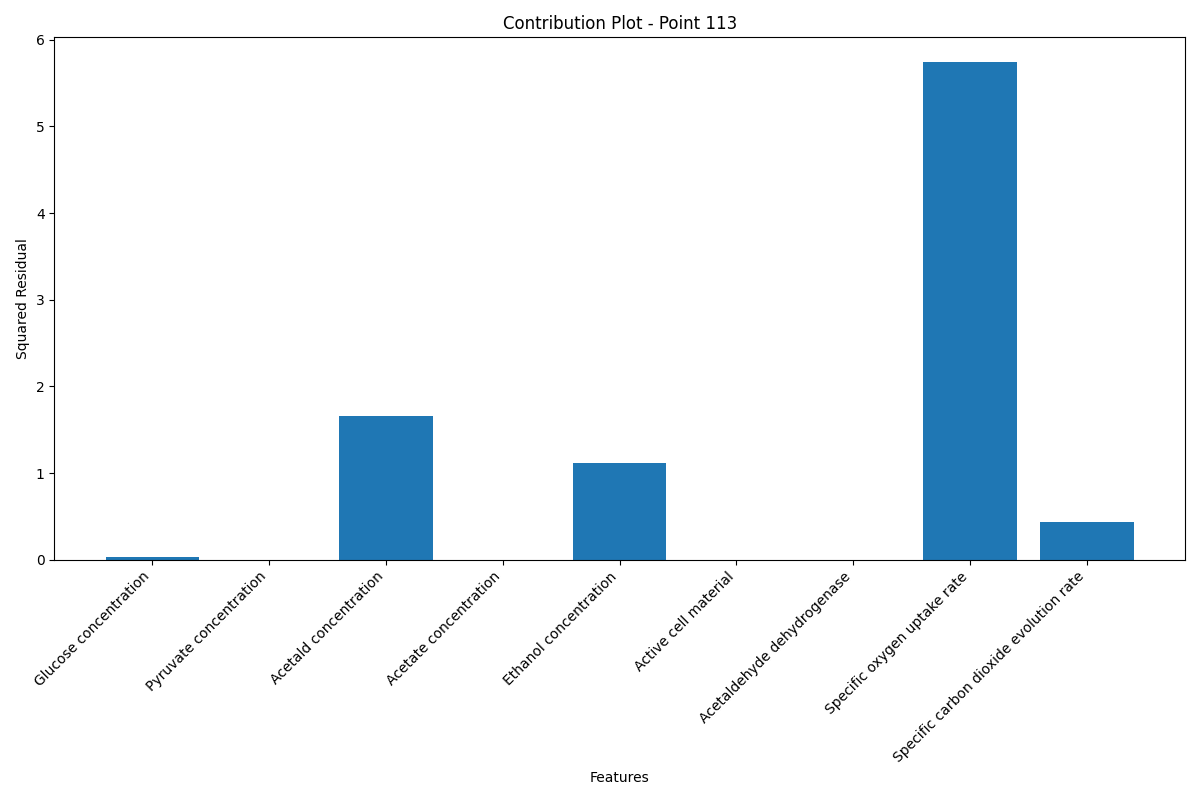 Contribution Plot - Point 113
6
5
4
3
2
1
0
Squared Residual
Glucose concentration
Pyruvate concentration
Acetald concentration
Acetate concentration
Ethanol concentration
Active cell material
Acetaldehyde dehydrogenase
Specific oxygen uptake rate
Specific carbon dioxide evolution rate
Features